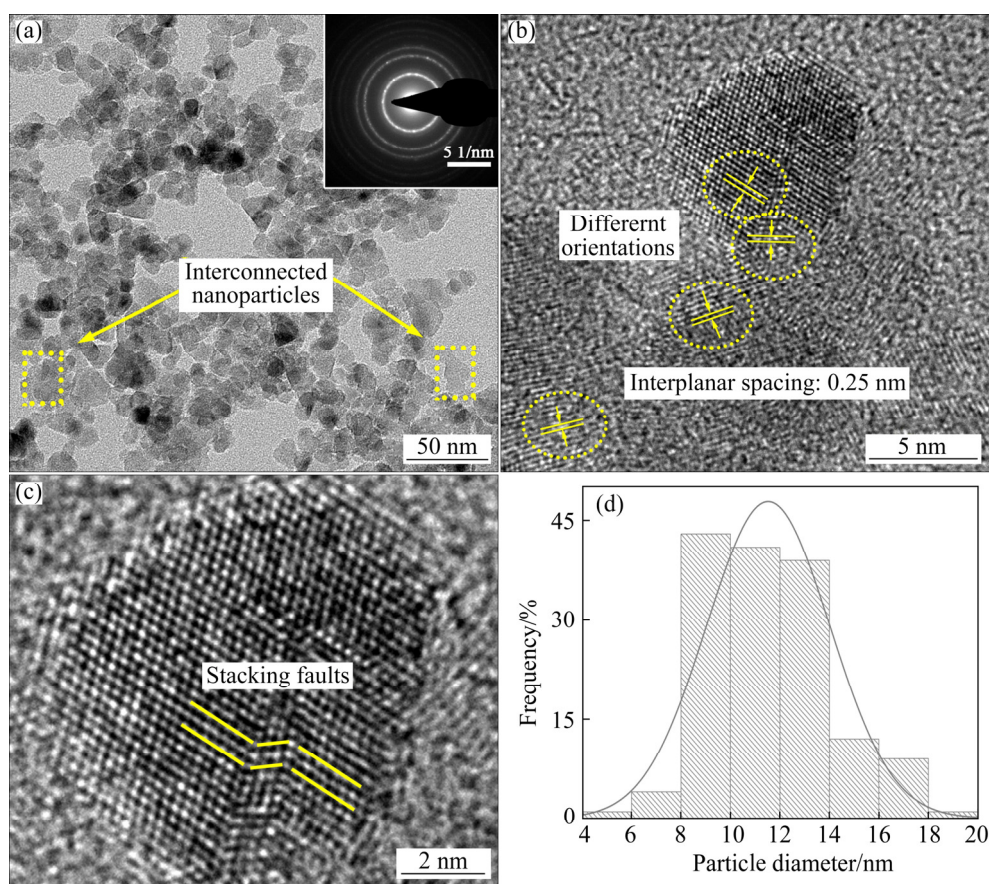 (a)
5 1/nm
Interconnected
nanoparticles
50 nm
(b)
Differernt
orientations
Interplanar spacing: 0.25 nm
5 nm
(c)
Stacking faults
2 nm
(d)
Frequency/%
45
30
15
0
4 6 8 10 12 14 16 18 20
Particle diameter/nm